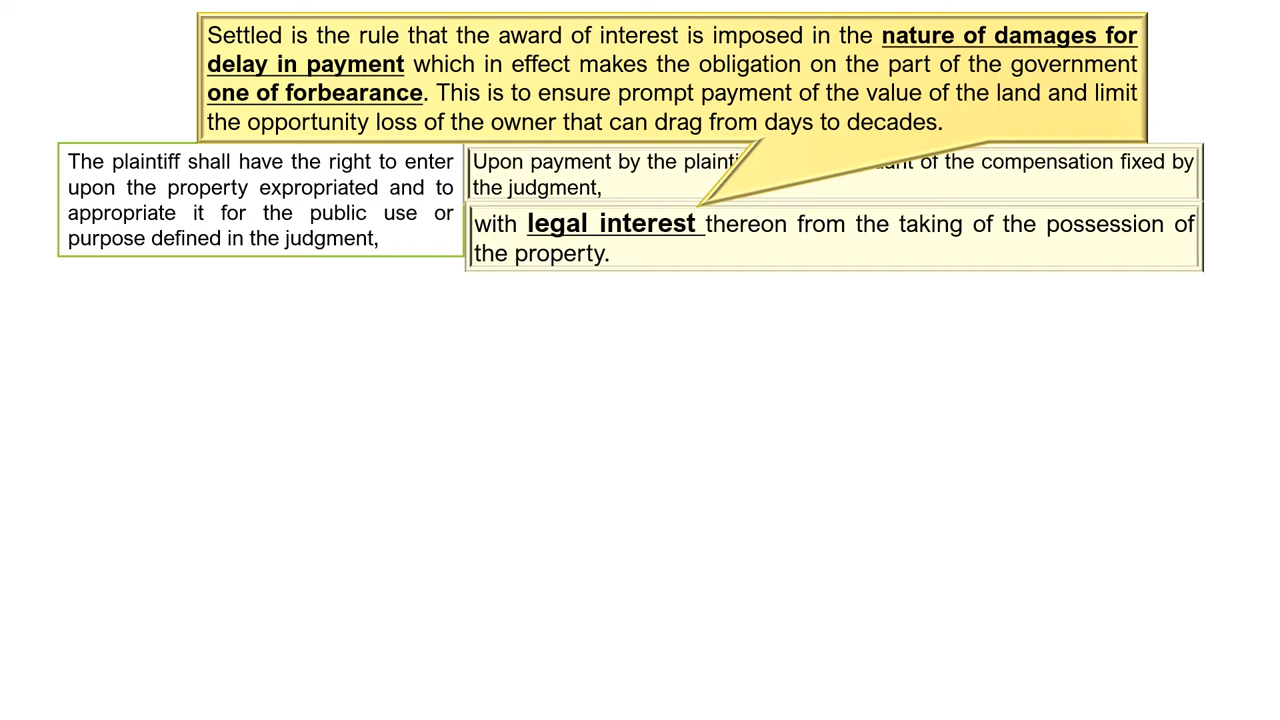 Settled is the rule that the award of interest is imposed in the nature of damages for
delay in payment which in effect makes the obligation on the part of the government
one of forbearance. This is to ensure prompt payment of the value of the land and limit
the opportunity loss of the owner that can drag from days to decades.
The plaintiff shall have the right to enter
upon the property expropriated and to
appropriate it for the public use or
purpose defined in the judgment,
Upon payment by the of the compensation fixed by
the judgment,
with legal interest thereon from the taking of the possession of
the property.